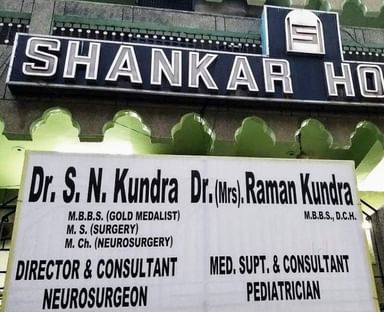 SHANKAR HO
Dr. S. N. Kundra
M.B.B.S. (GOLD MEDALIST)
M. S. (SURGERY)
M. Ch. (NEUROSURGERY)
DIRECTOR & CONSULTANT
NEUROSURGEON
Dr. (Mrs). Raman Kundra
M.B.B.S., D.C.H.
MED. SUPT. & CONSULTANT
PEDIATRICIAN